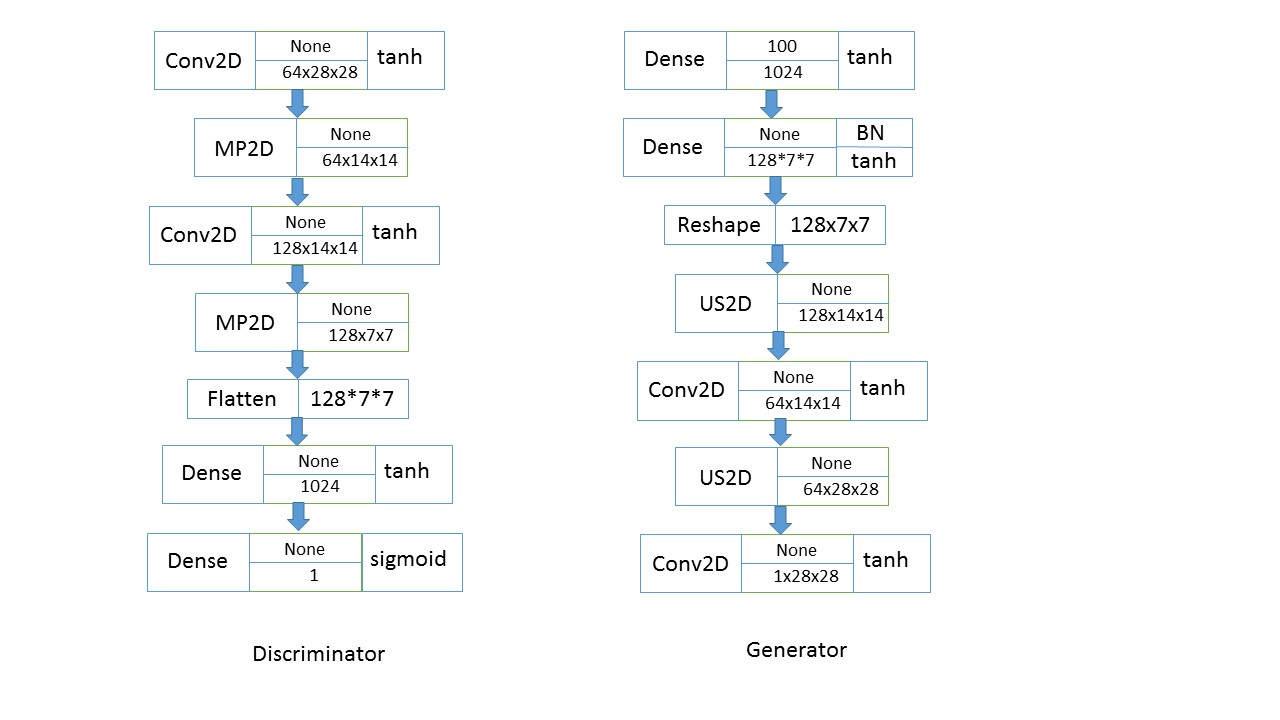 Conv2D
None
64x28x28
tanh
MP2D
None
64x14x14
Conv2D
None
128x14x14
tanh
MP2D
None
128x7x7
Flatten
128*7*7
Dense
None
1024
tanh
Dense
None
1
sigmoid
Discriminator
Dense
100
1024
tanh
Dense
None
128*7*7
BN
tanh
Reshape
128x7x7
US2D
None
128x14x14
Conv2D
None
64x14x14
tanh
US2D
None
64x28x28
Conv2D
None
1x28x28
tanh
Generator